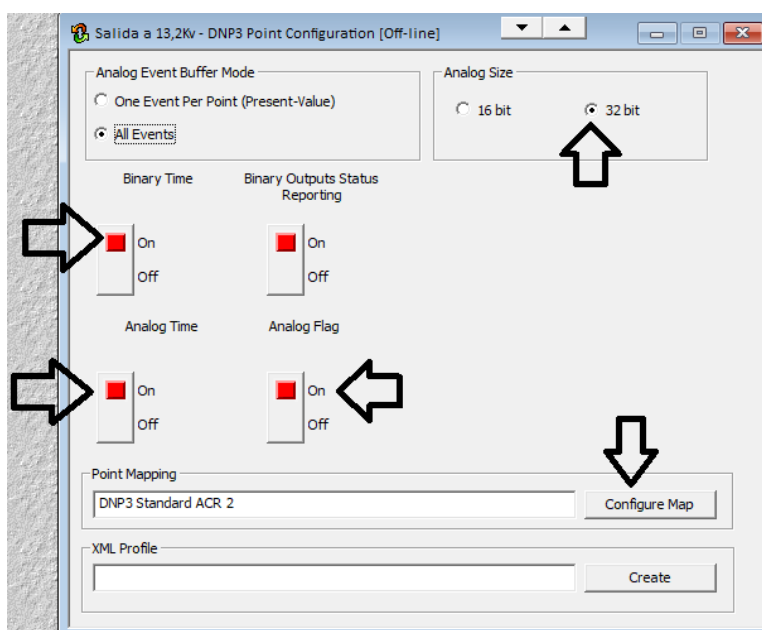 Salida a 13,2Kv - DNP3 Point Configuration [Off-line]
Analog Event Buffer Mode
One Event Per Point (Present-Value)
All Events
Analog Size
16 bit
32 bit
Binary Time
On
Off
Binary Outputs Status
Reporting
On
Off
Analog Time
On
Off
Analog Flag
On
Off
Point Mapping
DNP3 Standard ACR 2
Configure Map
XML Profile
Create